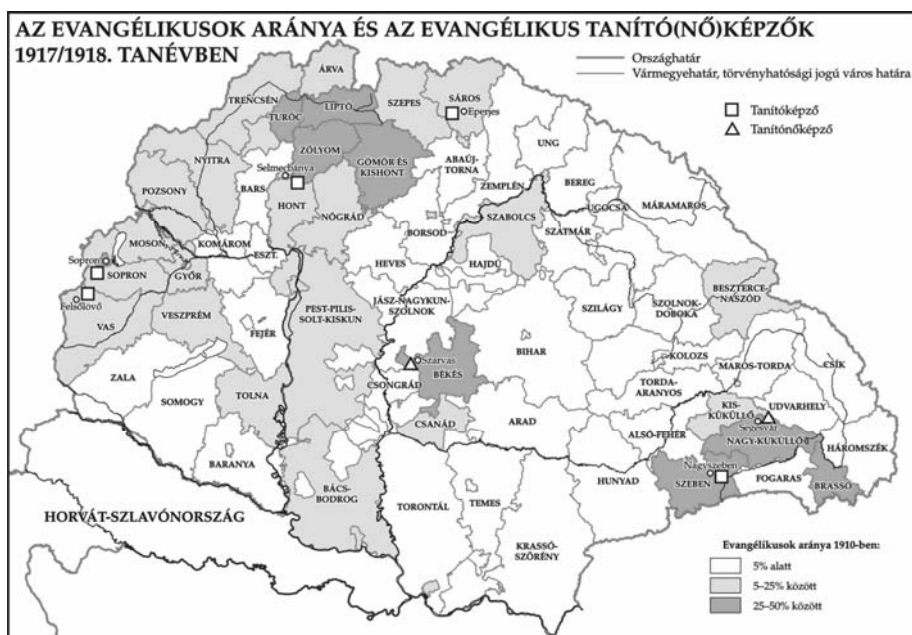 AZ EVANGÉLIKUSOK ARÁNYA ÉS AZ EVANGÉLIKUS TANÍTÓ(NŐ)KÉPZŐK
1917/1918. TANÉVBEN
Országhatár
Vármegyehatár, törvényhatósági jogú város határa
Tanítóképző
Tanítónőképző
ÁRVA
TRENCSÉN
LIPTÓ
SZEPES
SÁROS
Eperjes
TURÓC
ZÓLYOM
NYITRA
Selmecbánya
GÖMÖR ÉS
KISHONT
ABAÚJ-
TORNA
UNG
POZSONY
BARS
HONT
NÓGRÁD
ZEMPLÉN
BEREG
UGOCSA
MÁRAMAROS
SZABOLCS
MOSON
KOMÁROM
ESZT.
BORSOD
SZATMÁR
Sopron
SOPRON
GYŐR
HEVES
HAJDÚ
Felsőlövő
VAS
VESZPRÉM
FEJÉR
PEST-PILIS-
SOLT-KISKUN
JÁSZ-NAGYKUN-
SZOLNOK
SZILÁGY
SZOLNOK-
DOBOKA
BESZTERCE-
NASZÓD
BIHAR
KOLOZS
Szarvas
BÉKÉS
MAROS-TORDA
CSÍK
ZALA
SOMOGY
TOLNA
CSONGRÁD
TORDA-
ARANYOS
CSANÁD
ARAD
KIS-
KÜKÜLLŐ
UDVARHELY
Segesvár
ALSÓ-FEHÉR
NAGY-KÜKÜLLŐ
HÁROMSZÉK
BARANYA
BÁCS-
BODROG
Nagyszeben
SZEBEN
HUNYAD
FOGARAS
BRASSÓ
TORONTÁL
TEMES
HORVÁT-SZLAVÓNORSZÁG
KRASSÓ-
SZÖRÉNY
Evangélikusok aránya 1910-ben:
5% alatt
5–25% között
25–50% között